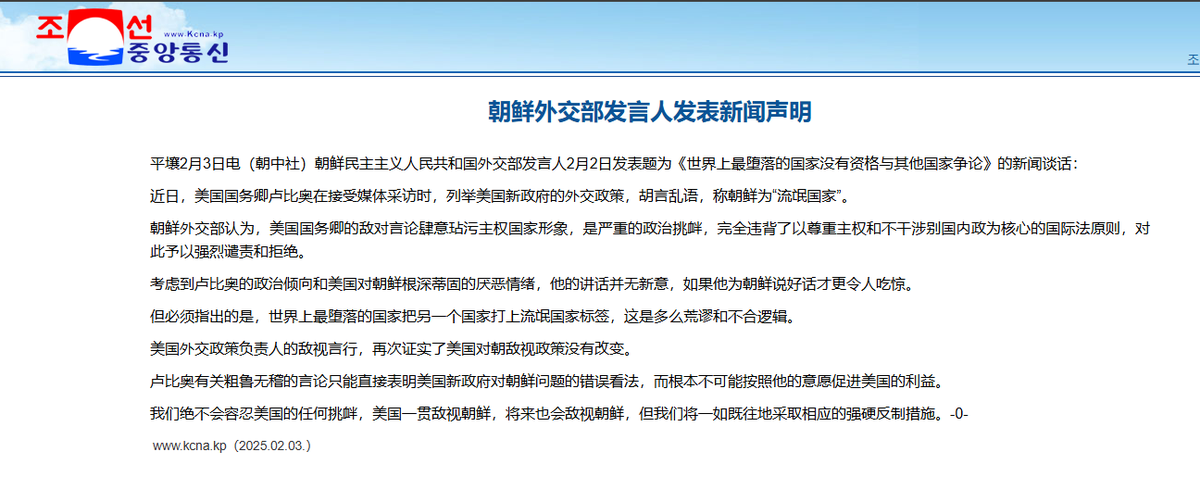 조선
www.Kcna.kp
중앙통신
조
朝鲜外交部发言人发表新闻声明
平壤2月3日电（朝中社）朝鲜民主主义人民共和国外交部发言人2月2日发表题为《世界上最堕落的国家没有资格与其他国家争论》的新闻谈话：
近日，美国国务卿卢比奥在接受媒体采访时，列举美国新政府的外交政策，胡言乱语，称朝鲜为“流氓国家”。
朝鲜外交部认为，美国国务卿的敌对言论肆意玷污主权国家形象，是严重的政治挑衅，完全违背了以尊重主权和不干涉别国内政为核心的国际法原则，对
此予以强烈谴责和拒绝。
考虑到卢比奥的政治倾向和美国对朝鲜根深蒂固的厌恶情绪，他的讲话并无新意，如果他为朝鲜说好话才更令人吃惊。
但必须指出的是，世界上最堕落的国家把另一个国家打上流氓国家标签，这是多么荒谬和不合逻辑。
美国外交政策负责人的敌视言行，再次证实了美国对朝敌视政策没有改变。
卢比奥有关粗鲁无稽的言论只能直接表明美国新政府对朝鲜问题的错误看法，而根本不可能按照他的意愿促进美国的利益。
我们绝不会容忍美国的任何挑衅，美国一贯敌视朝鲜，将来也会敌视朝鲜，但我们将一如既往地采取相应的强硬反制措施。-0-
www.kcna.kp（2025.02.03.）